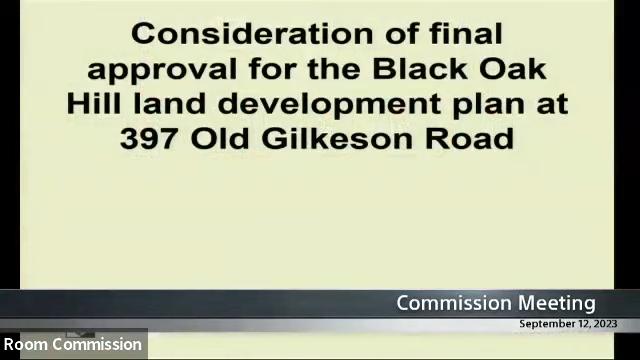 Consideration of final
approval for the Black Oak
Hill land development plan at
397 Old Gilkeson Road
Commission Meeting
September 12, 2023
Room Commission